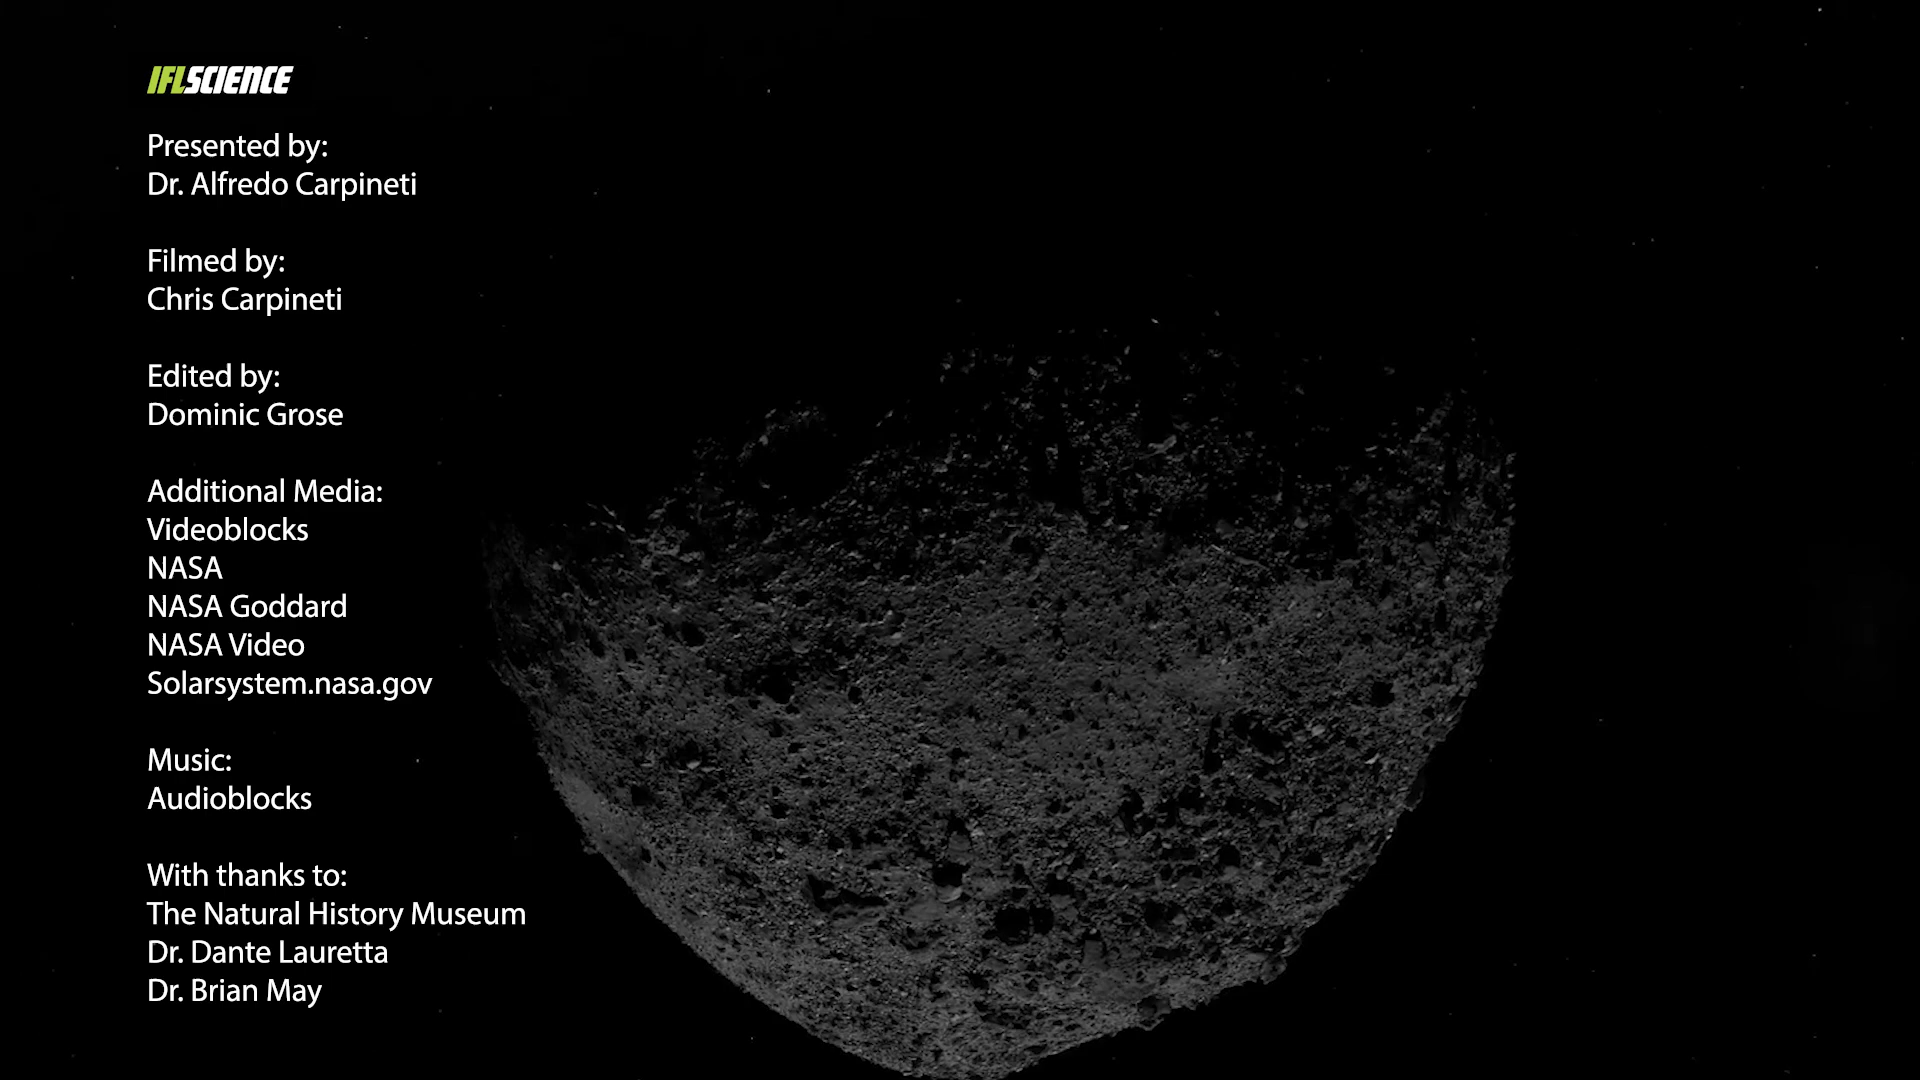 IFLSCIENCE
Presented by:
Dr. Alfredo Carpineti
Filmed by:
Chris Carpineti
Edited by:
Dominic Grose
Additional Media:
Videoblocks
NASA
NASA Goddard
NASA Video
Solarsystem.nasa.gov
Music:
Audioblocks
With thanks to:
The Natural History Museum
Dr. Dante Lauretta
Dr. Brian May